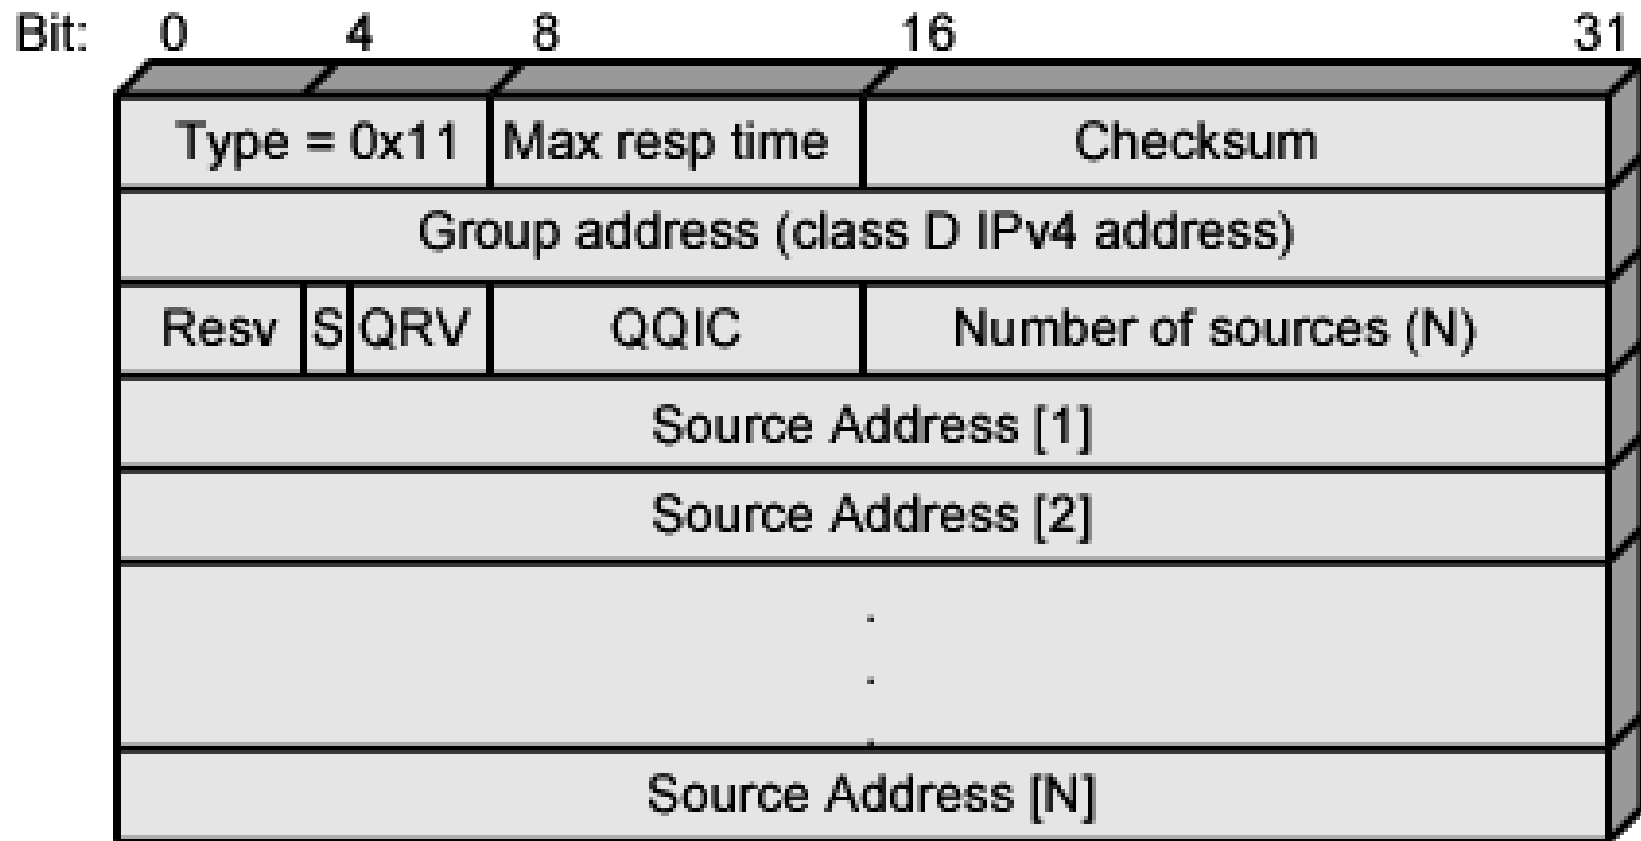 Bit: 0 4 8 16 31
Type = 0x11 Max resp time Checksum
Group address (class D IPv4 address)
Resv S QRV QQIC Number of sources (N)
Source Address [1]
Source Address [2]
.
.
.
Source Address [N]